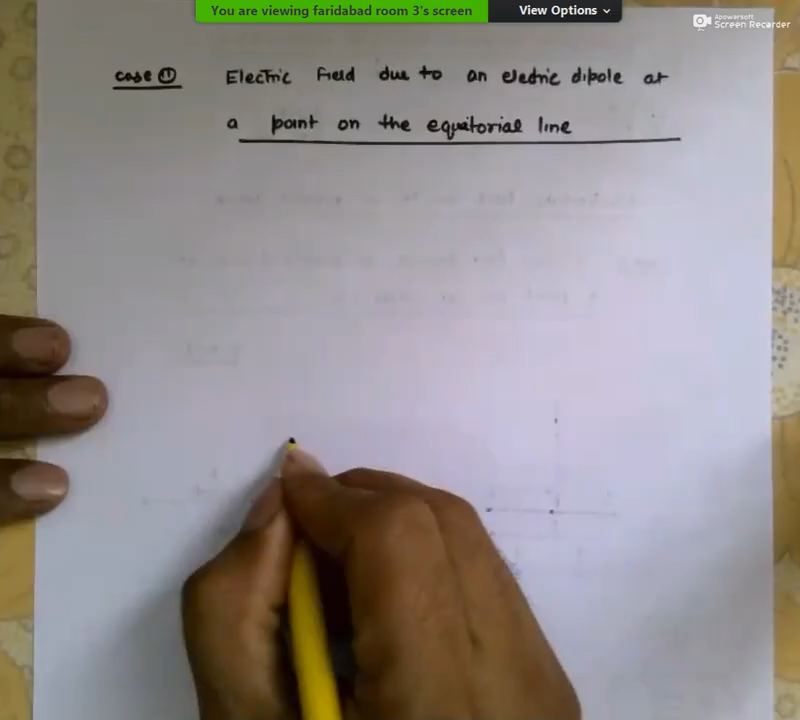 You are viewing faridabad room 3's screen
View Options
Apowersoft
Screen Recorder
Case (11) Electric Field due to an electric dipole at
a point on the equitorial line